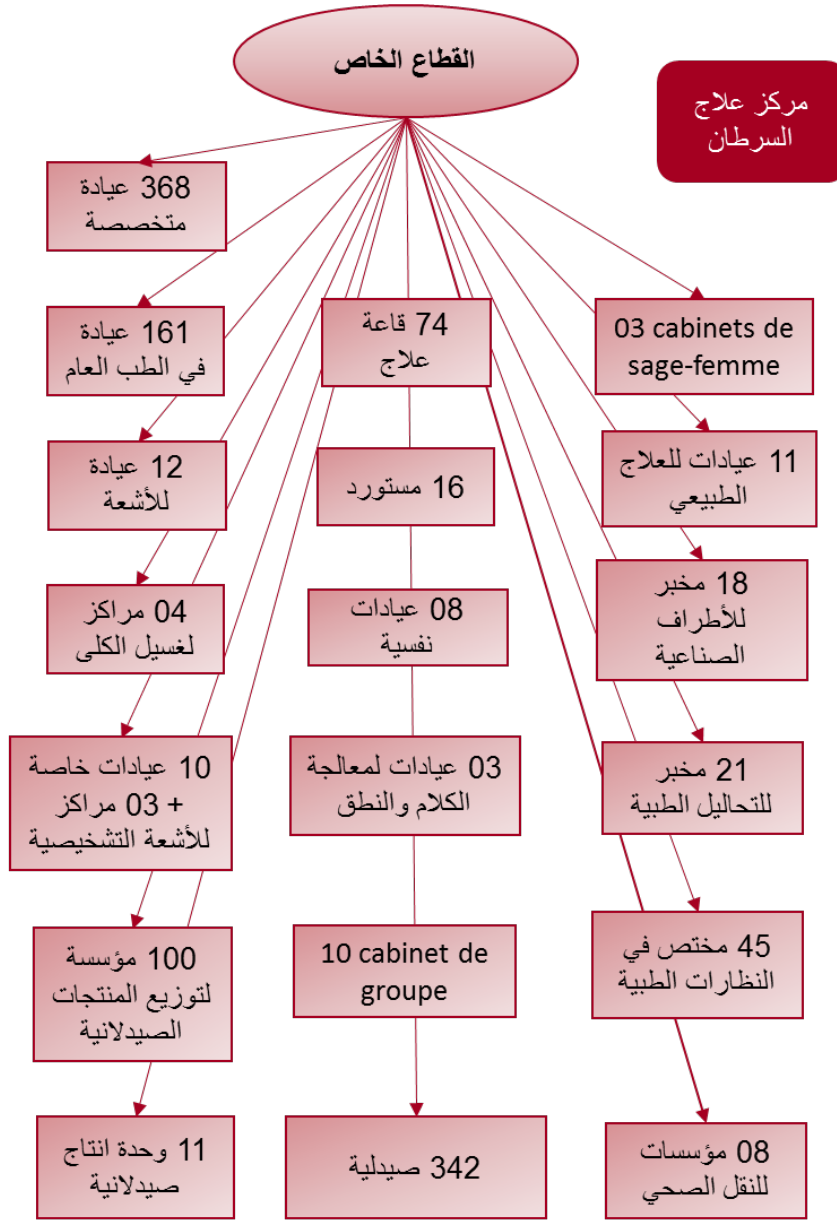 القطاع الخاص
مركز علاج
السرطان
368 عيادة
متخصصة
161 عيادة
في الطب العام
74 قاعة
علاج
03 cabinets de
sage-femme
12 عيادة
للأشعة
16 مستورد
11 عيادات للعلاج
الطبيعي
04 مراكز
لغسيل الكلى
08 عيادات
نفسية
18 مخبر
للأطراف
الصناعية
10 عيادات خاصة
+ 03 مراكز
للأشعة التشخيصية
03 عيادات لمعالجة
الكلام والنطق
21 مخبر
للتحاليل الطبية
100 مؤسسة
لتوزيع المنتجات
الصيدلانية
10 cabinet de
groupe
45 مختص في
النظارات الطبية
11 وحدة انتاج
صيدلانية
342 صيدلية
08 مؤسسات
للنقل الصحي